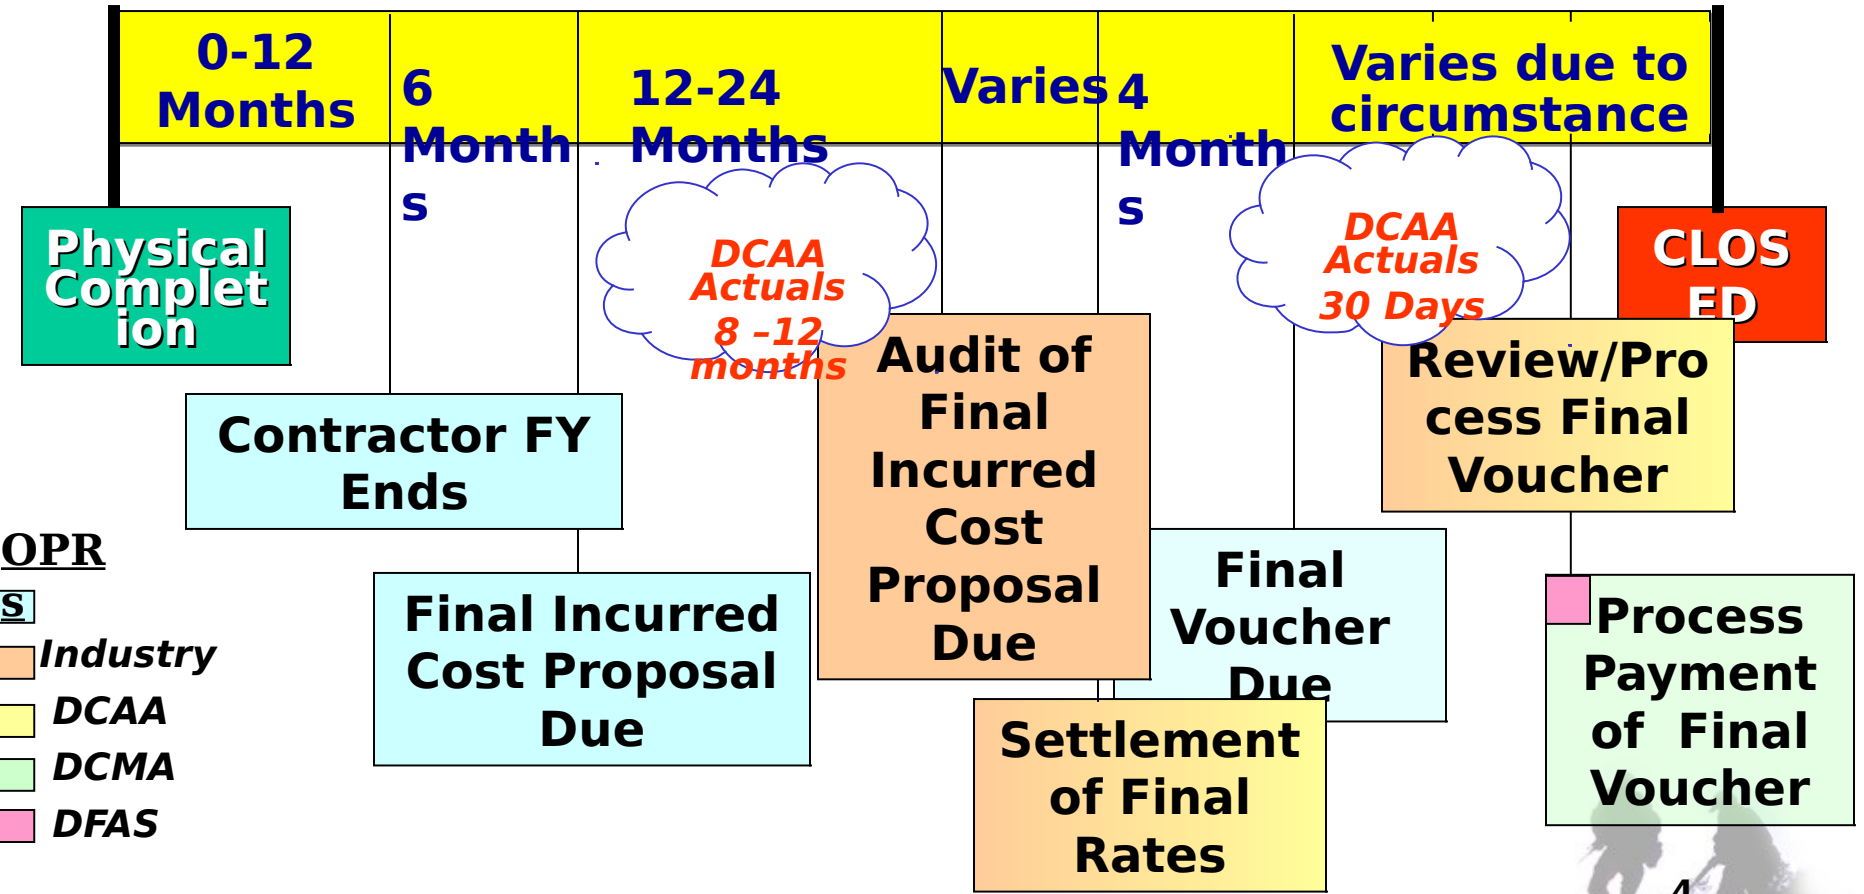 0-12
Months
6
Month
s
12-24
Months
Varies
4
Month
s
Varies due to
circumstance
Physical
Complet
ion
DCAA
Actuals
8 –12
months
DCAA
Actuals
30 Days
CLOS
ED
Contractor FY
Ends
Final Incurred
Cost Proposal
Due
Audit of
Final
Incurred
Cost
Proposal
Due
Settlement
of Final
Rates
Final
Voucher
Due
Review/Pro
cess Final
Voucher
Process
Payment
of Final
Voucher
OPR
s
Industry
DCAA
DCMA
DFAS
4